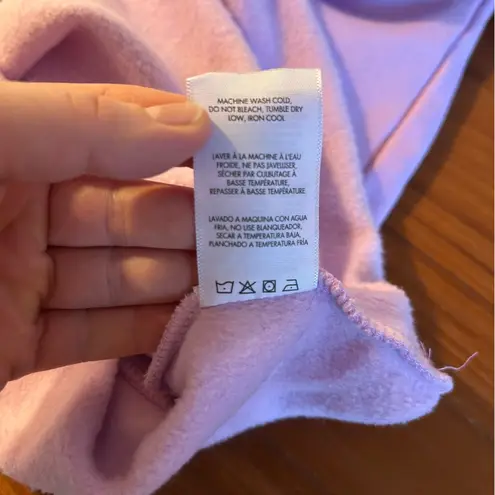 MACHINE WASH COLD,
DO NOT BLEACH, TUMBLE DRY
LOW, IRON COOL
LAVER À LA MACHINE À L'EAU
FROIDE, NE PAS JAVELLISER,
SÉCHER PAR CULBUTAGE À
BASSE TEMPÉRATURE,
REPASSER À BASSE TEMPÉRATURE
LAVADO A MAQUINA CON AGUA
FRIA, NO USE BLANQUEADOR,
SECAR A TEMPERATURA BAJA,
PLANCHADO A TEMPERATURA FRÍA